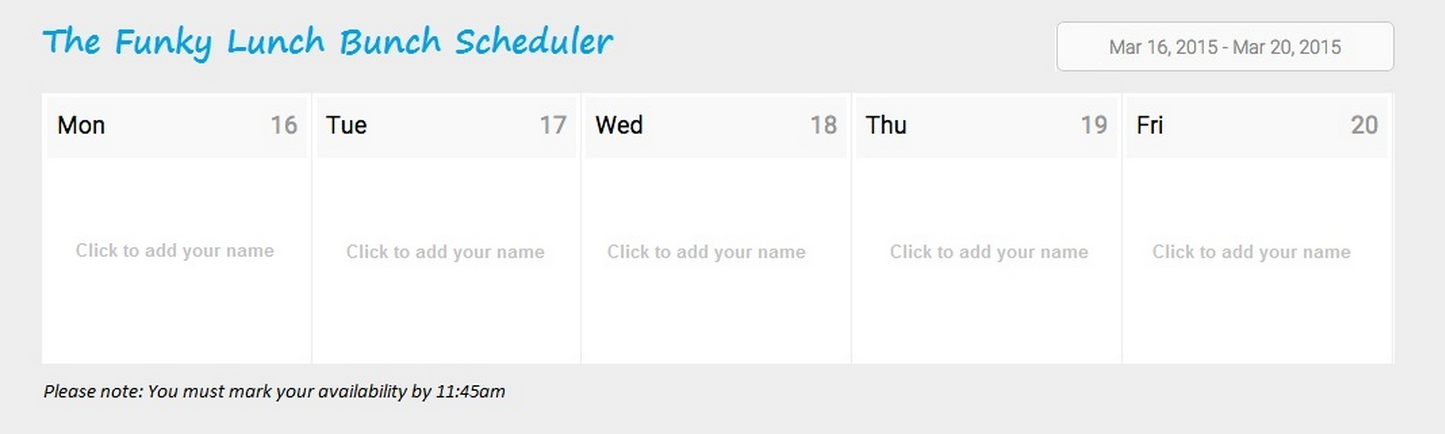 The Funky Lunch Bunch Scheduler
Mar 16, 2015 - Mar 20, 2015
Mon 16 Tue 17 Wed 18 Thu 19 Fri 20
Click to add your name Click to add your name Click to add your name Click to add your name Click to add your name
Please note: You must mark your availability by 11:45am